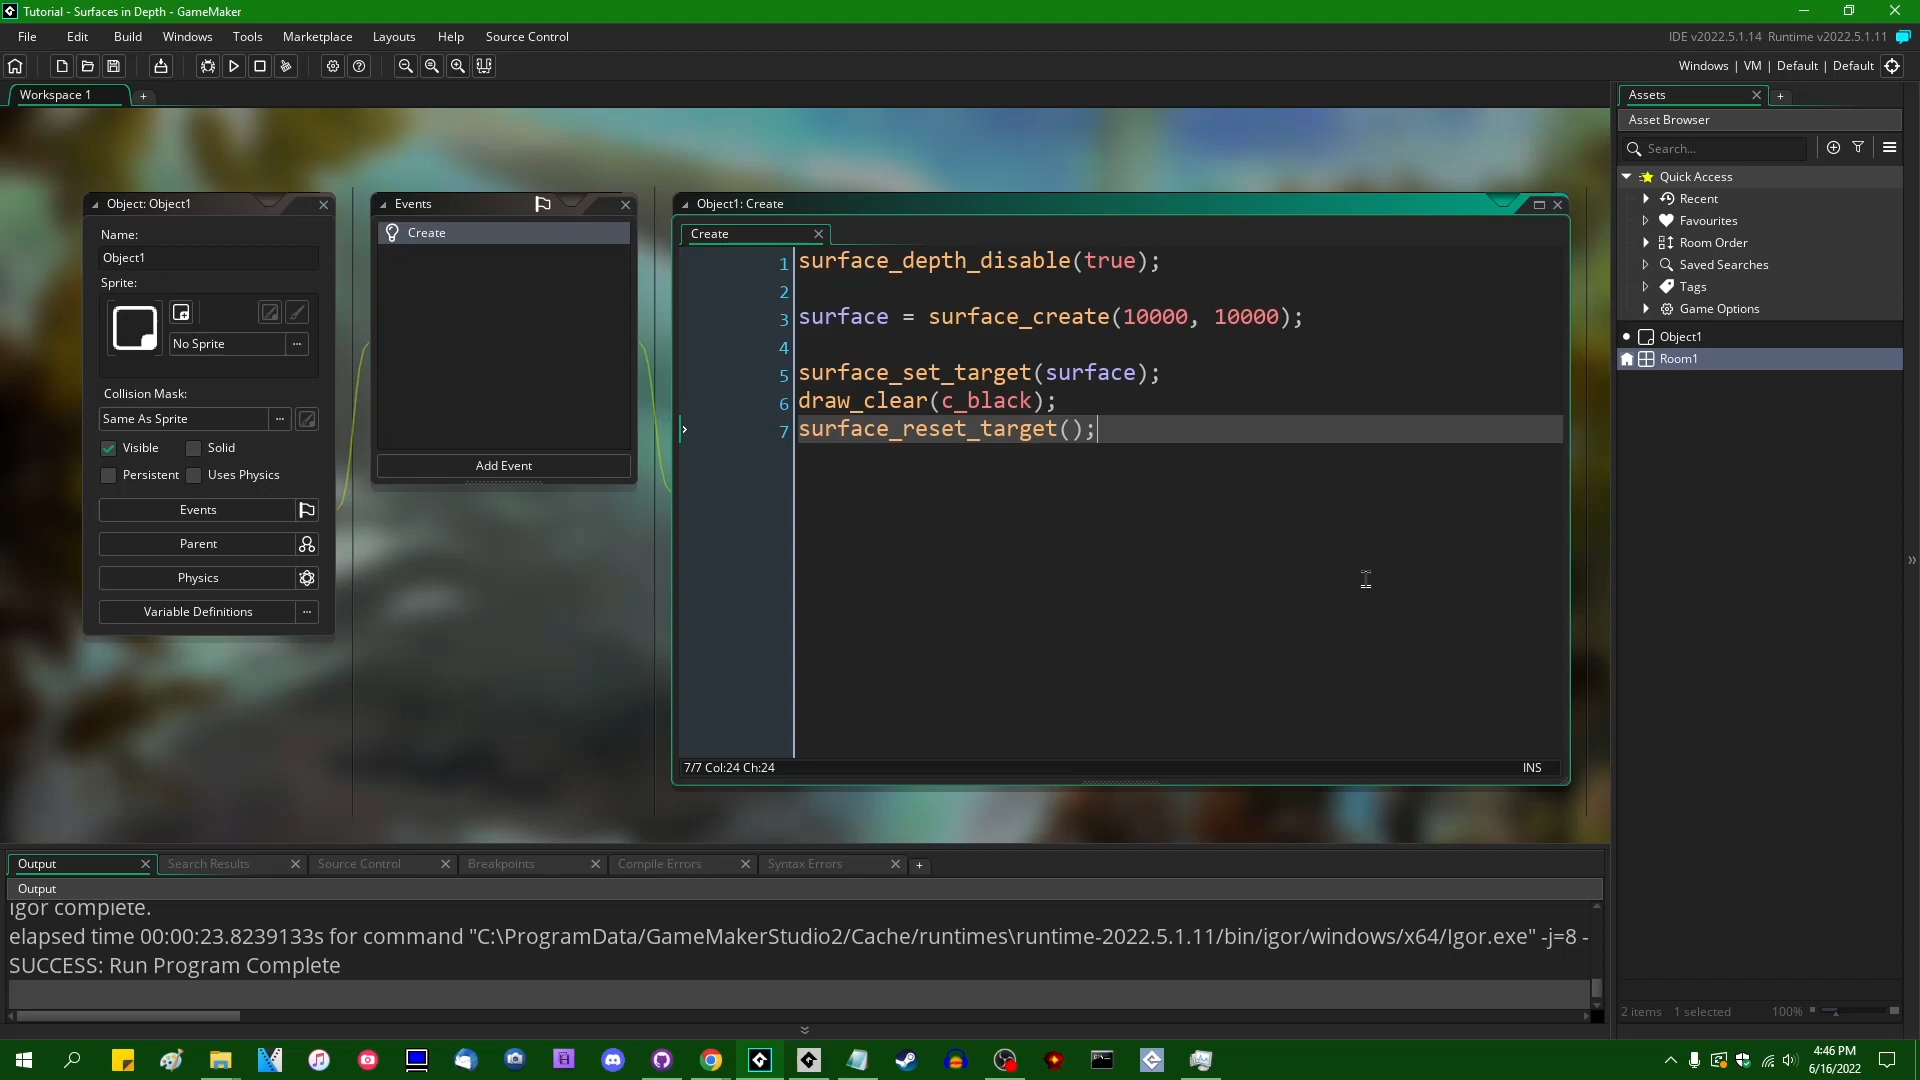 Tutorial - Surfaces in Depth - GameMaker
File Edit Build Windows Tools Marketplace Layouts Help Source Control
IDE v2022.5.1.14 Runtime v2022.5.1.11
Windows | VM | Default | Default
Workspace 1
Object: Object1
Name:
Object1
Sprite:
No Sprite
Collision Mask:
Same As Sprite
Visible Solid
Persistent Uses Physics
Events
Parent
Physics
Variable Definitions
Events
Create
Add Event
Object1: Create
Create
1 surface_depth_disable(true);
2
3 surface = surface_create(10000, 10000);
4
5 surface_set_target(surface);
6 draw_clear(c_black);
7 surface_reset_target();
7/7 Col:24 Ch:24 INS
Assets
Asset Browser
Search...
Quick Access
Recent
Favourites
Room Order
Saved Searches
Tags
Game Options
Object1
Room1
2 items 1 selected 100%
Output Search Results Source Control Breakpoints Compile Errors Syntax Errors
Output
Igor complete.
elapsed time 00:00:23.8239133s for command "C:\ProgramData/GameMakerStudio2/Cache/runtimes\runtime-2022.5.1.11/bin/igor/windows/x64/Igor.exe" -j=8 -
SUCCESS: Run Program Complete
4:46 PM
6/16/2022